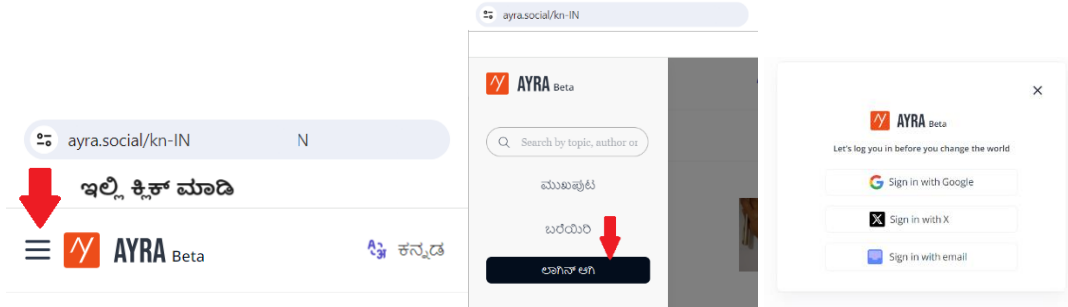 ayra.social/kn-IN N
ಇಲ್ಲಿ ಕ್ಲಿಕ್ ಮಾಡಿ
AYRA Beta
ಕನ್ನಡ
ayra.social/kn-IN
AYRA Beta
Search by topic, author or
ಮುಖಪುಟ
ಬರೆಯಿರಿ
ಲಾಗಿನ್ ಆಗಿ
AYRA Beta
Let's log you in before you change the world
Sign in with Google
Sign in with X
Sign in with email